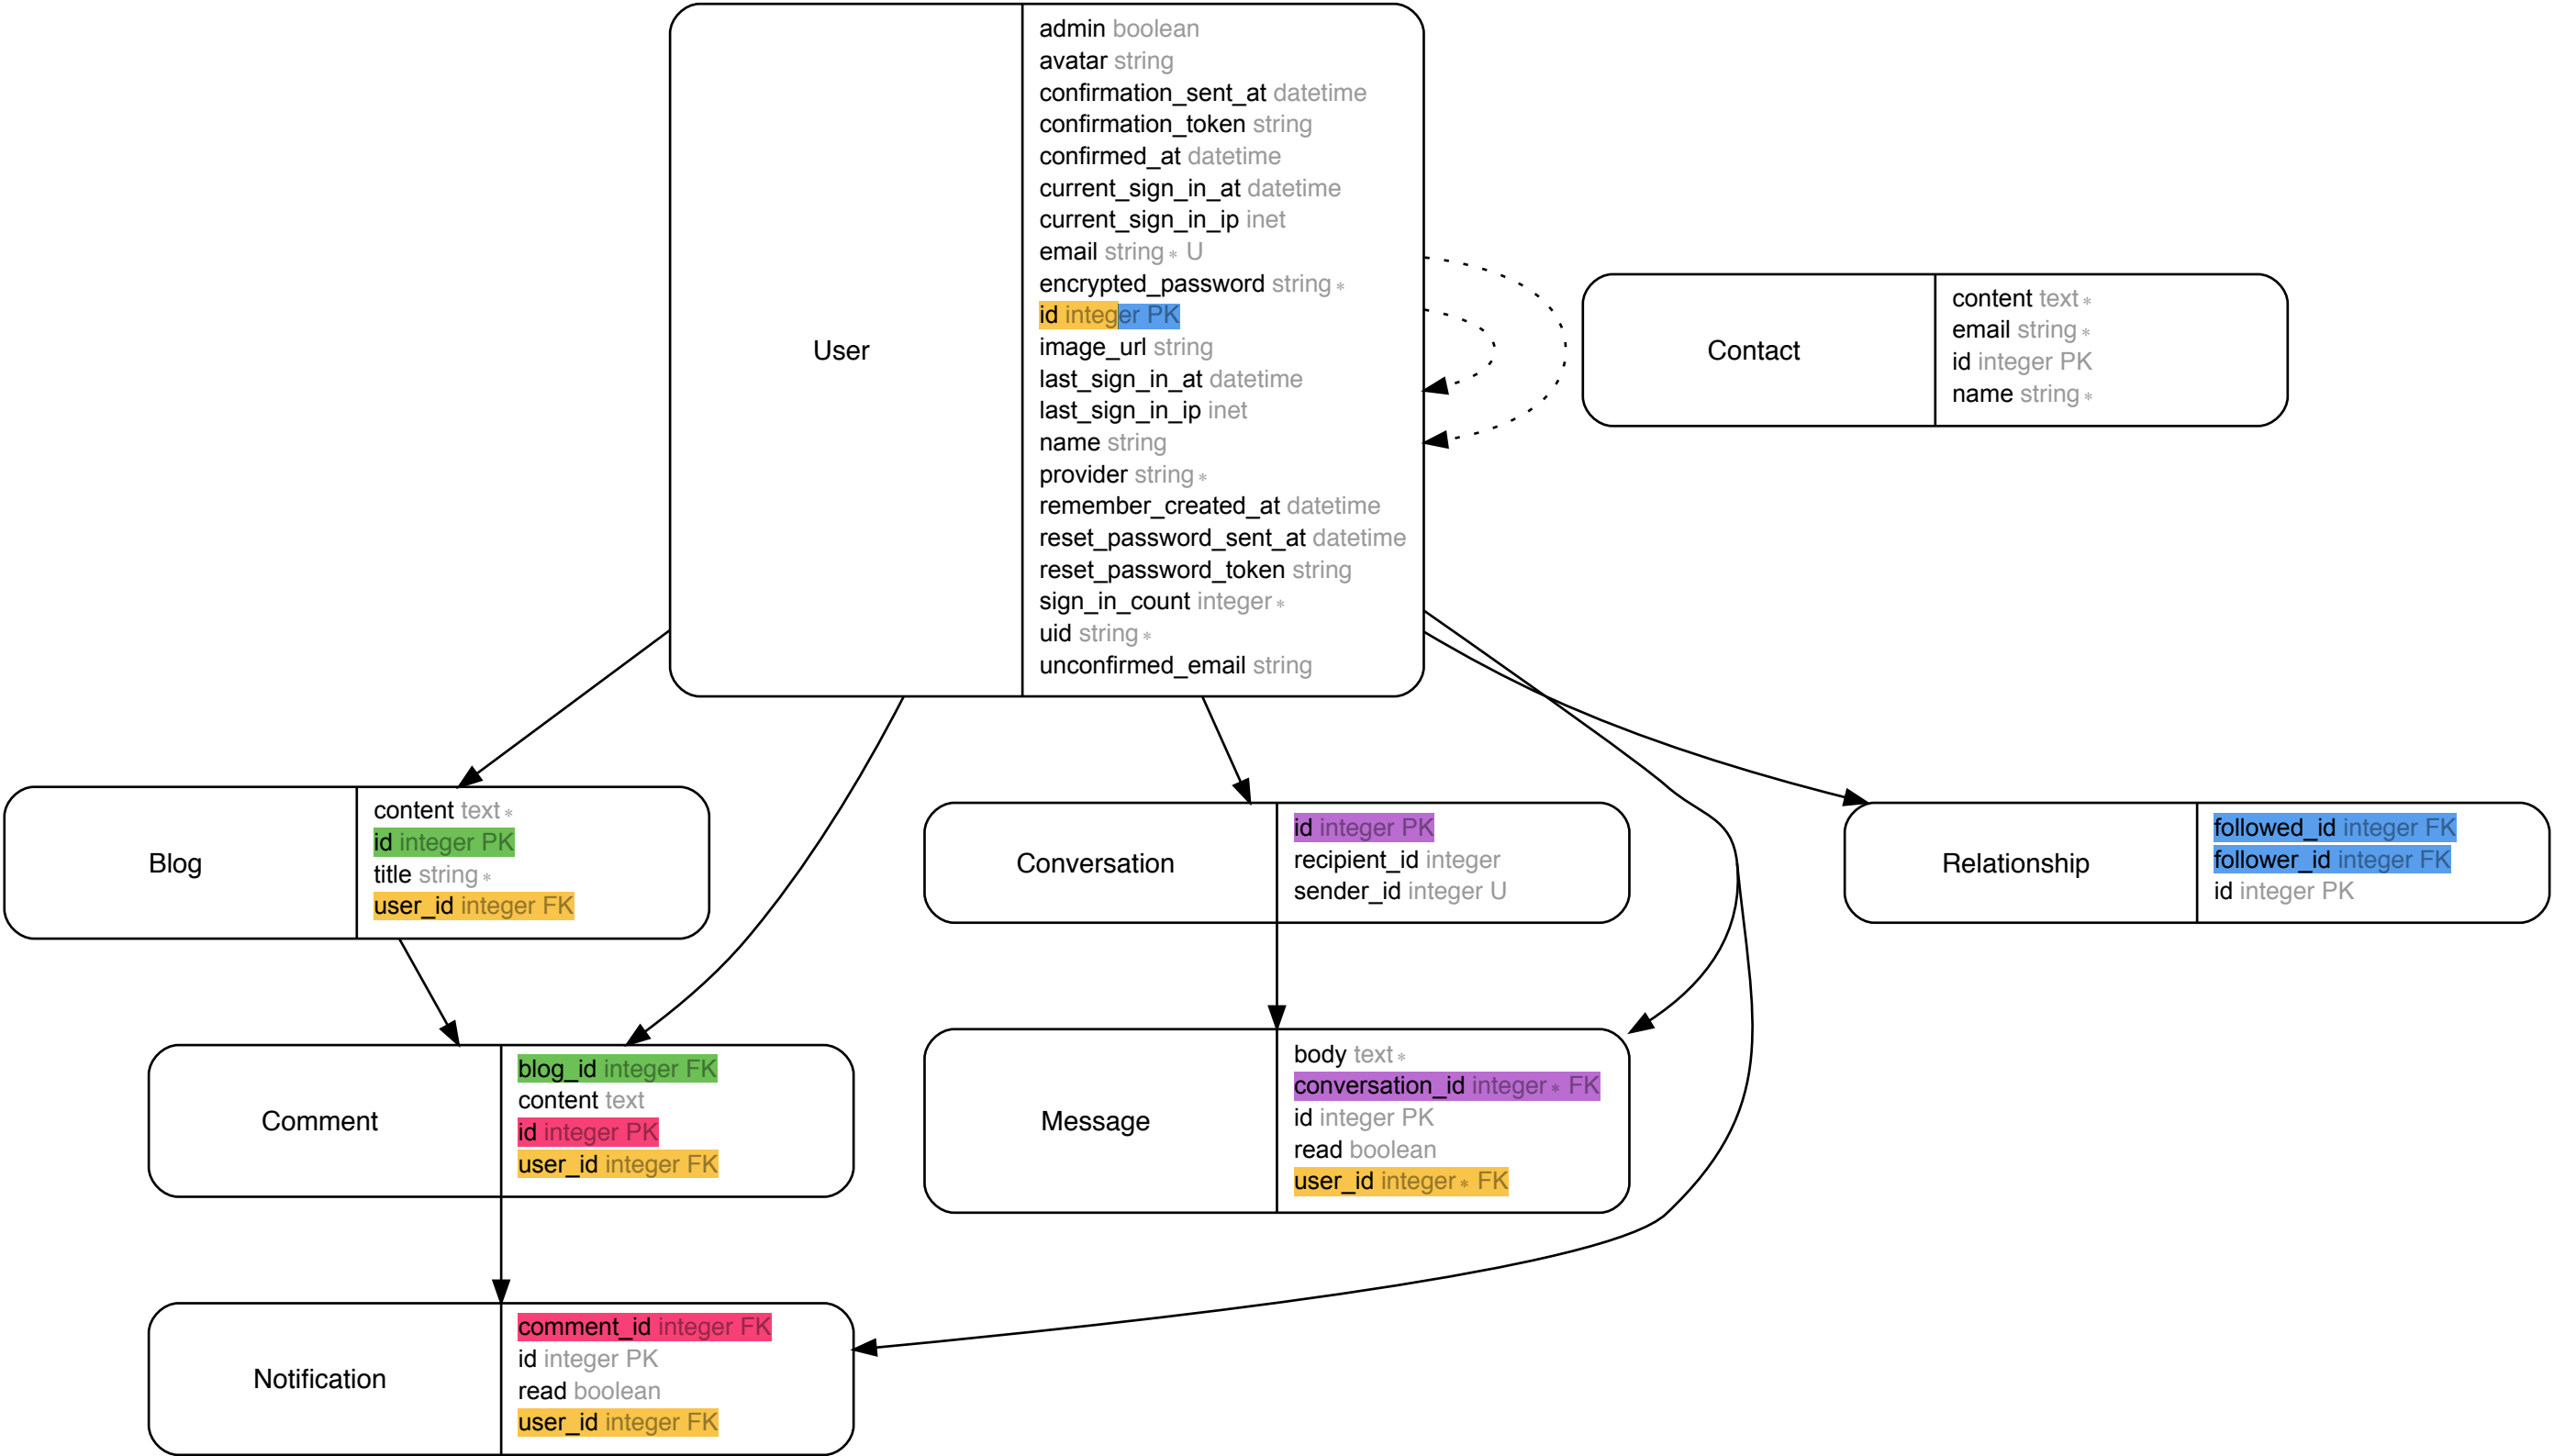 User
admin boolean
avatar string
confirmation_sent_at datetime
confirmation_token string
confirmed_at datetime
current_sign_in_at datetime
current_sign_in_ip inet
email string * U
encrypted_password string *
id integer PK
image_url string
last_sign_in_at datetime
last_sign_in_ip inet
name string
provider string *
remember_created_at datetime
reset_password_sent_at datetime
reset_password_token string
sign_in_count integer *
uid string *
unconfirmed_email string
Contact
content text *
email string *
id integer PK
name string *
Blog
content text *
id integer PK
title string *
user_id integer FK
Conversation
id integer PK
recipient_id integer
sender_id integer U
Relationship
followed_id integer FK
follower_id integer FK
id integer PK
Comment
blog_id integer FK
content text
id integer PK
user_id integer FK
Message
body text *
conversation_id integer * FK
id integer PK
read boolean
user_id integer * FK
Notification
comment_id integer FK
id integer PK
read boolean
user_id integer FK